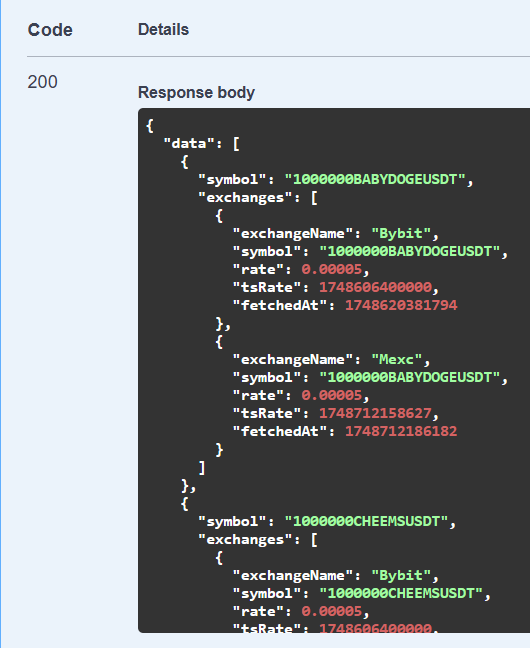 Code Details
200
Response body
{
"data": [
{
"symbol": "1000000BABYDOGEUSDT",
"exchanges": [
{
"exchangeName": "Bybit",
"symbol": "1000000BABYDOGEUSDT",
"rate": 0.00005,
"tsRate": 1748606400000,
"fetchedAt": 1748620381794
},
{
"exchangeName": "Mexc",
"symbol": "1000000BABYDOGEUSDT",
"rate": 0.00005,
"tsRate": 1748712158627,
"fetchedAt": 1748712186182
}
]
},
{
"symbol": "1000000CHEEMSUSDT",
"exchanges": [
{
"exchangeName": "Bybit",
"symbol": "1000000CHEEMSUSDT",
"rate": 0.00005,
"tsRate": 1748606400000,